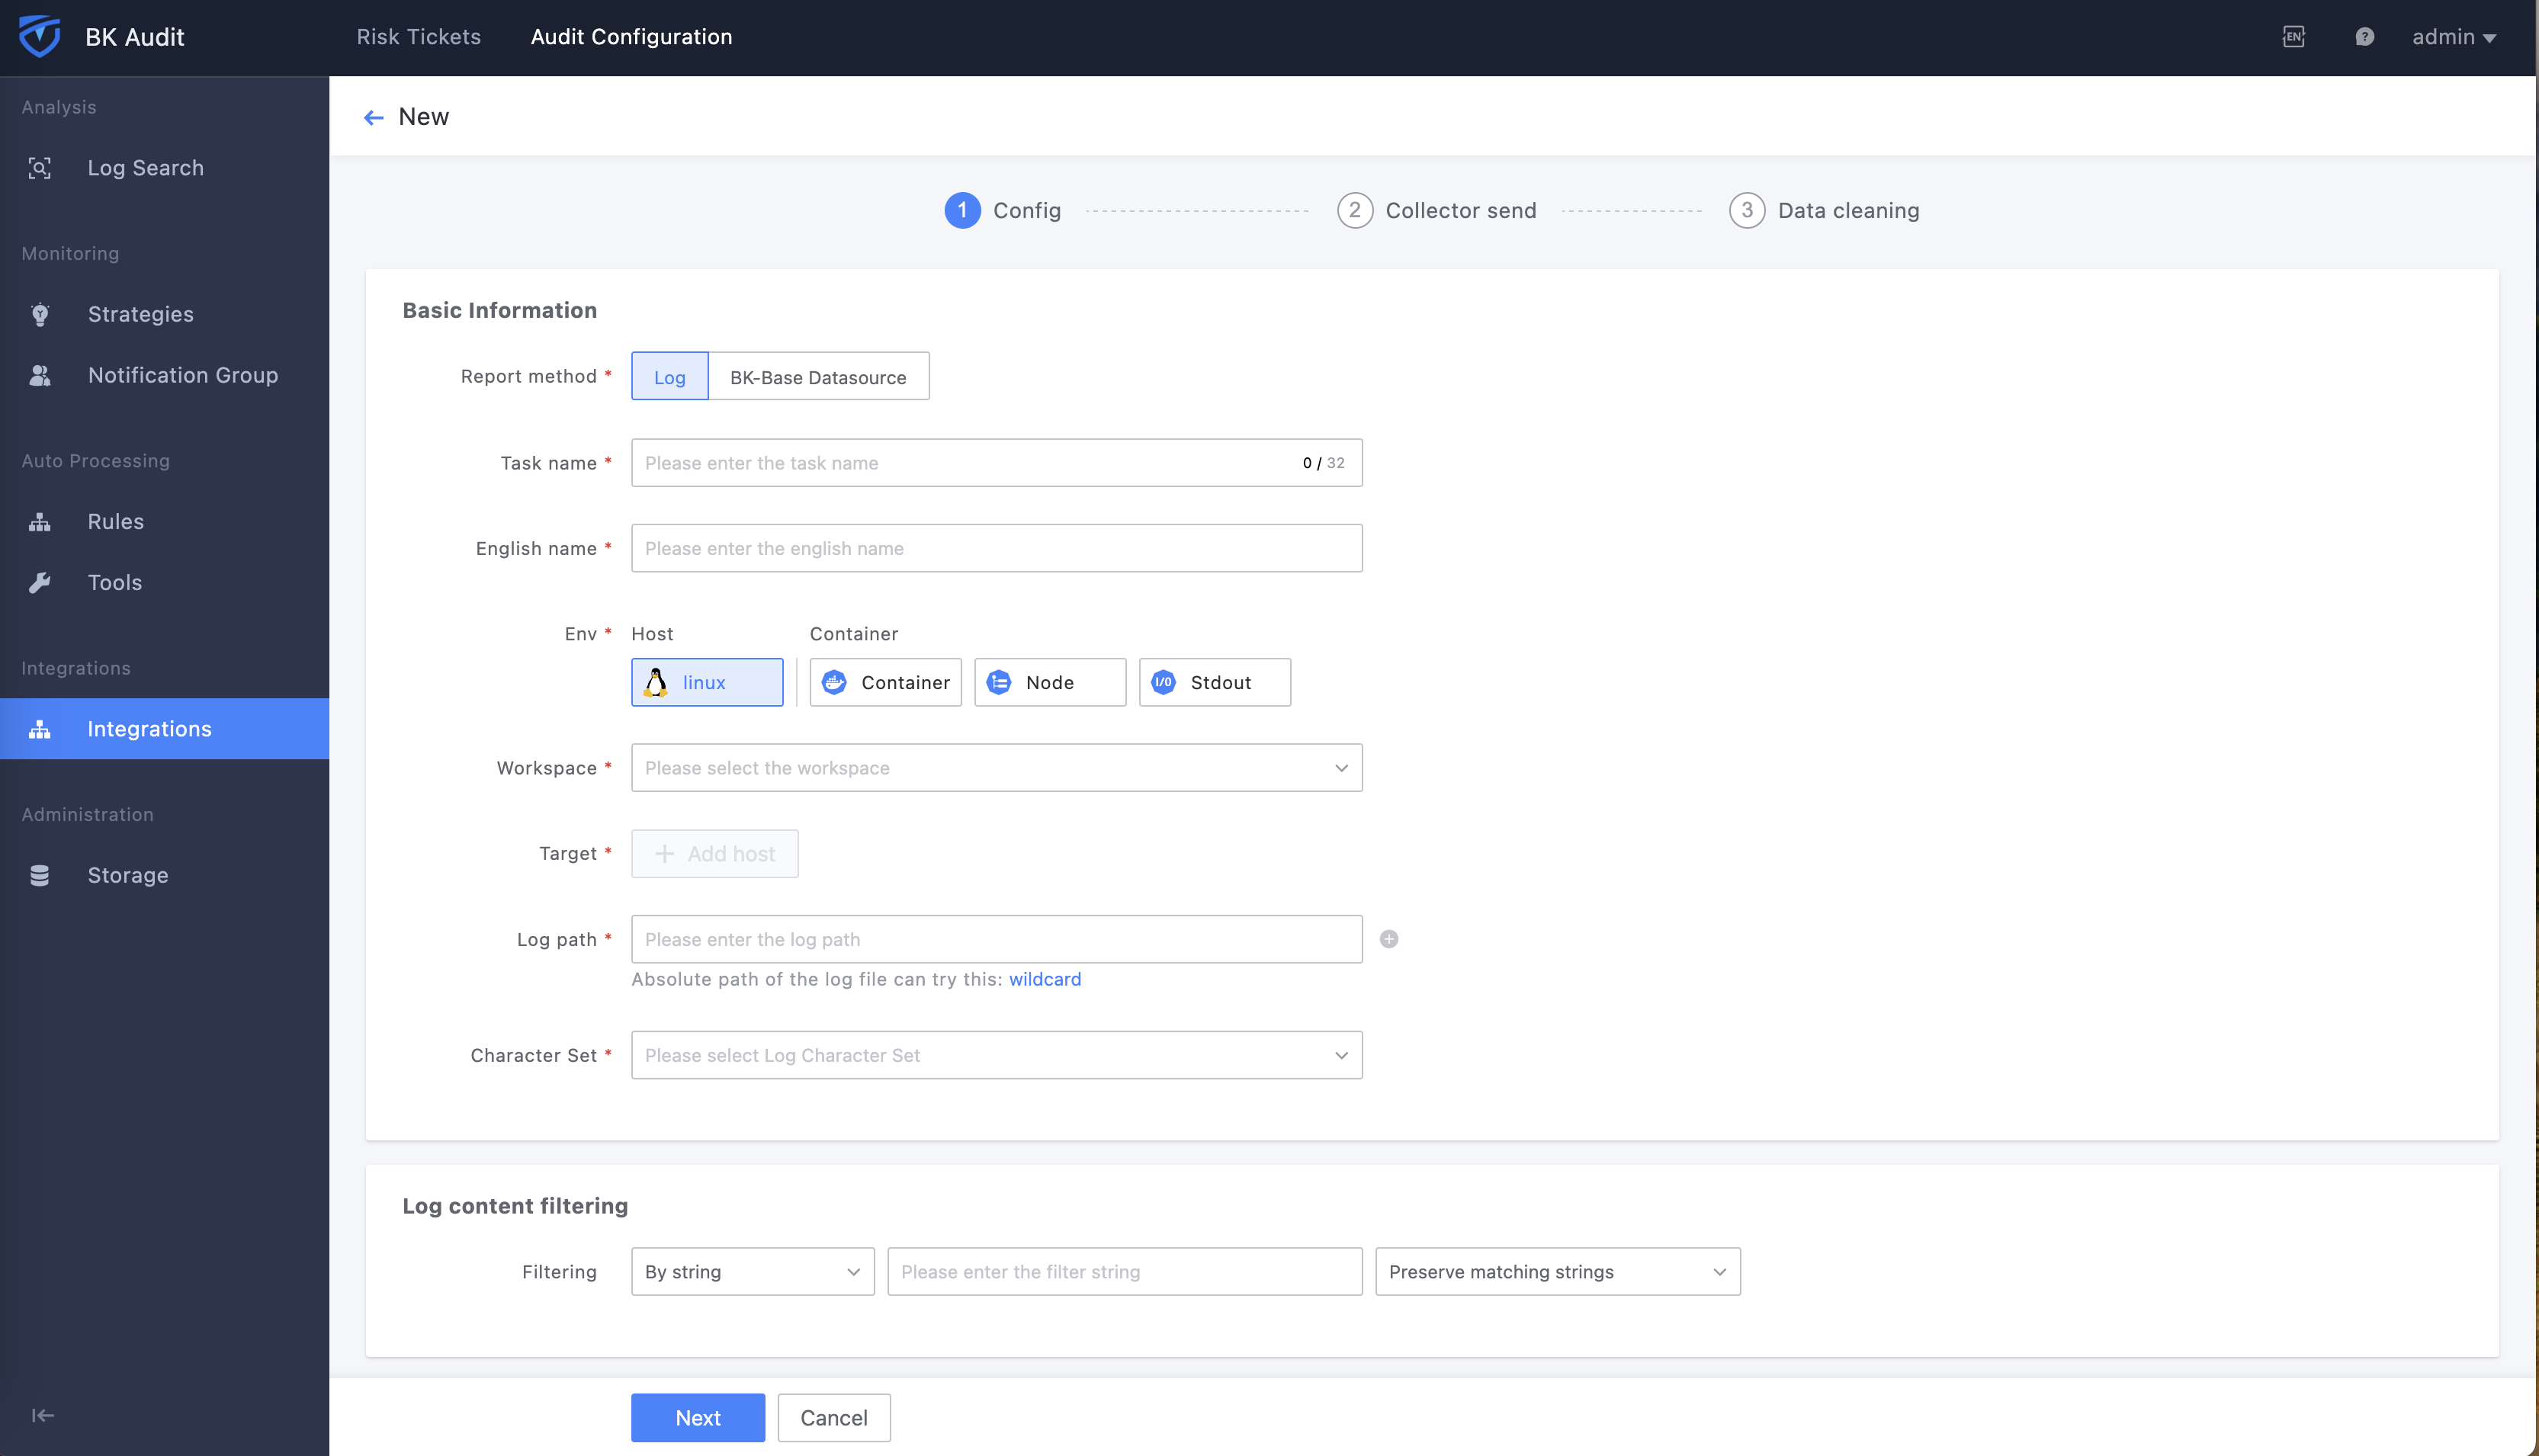 BK Audit
Risk Tickets
Audit Configuration
EN
?
admin
Analysis
Log Search
Monitoring
Strategies
Notification Group
Auto Processing
Rules
Tools
Integrations
Integrations
Administration
Storage
New
1 Config
2 Collector send
3 Data cleaning
Basic Information
Report method * Log BK-Base Datasource
Task name * Please enter the task name 0 / 32
English name * Please enter the english name
Env * Host Container
linux Container Node I/O Stdout
Workspace * Please select the workspace
Target * + Add host
Log path * Please enter the log path
Absolute path of the log file can try this: wildcard
Character Set * Please select Log Character Set
Log content filtering
Filtering By string Please enter the filter string Preserve matching strings
Next Cancel